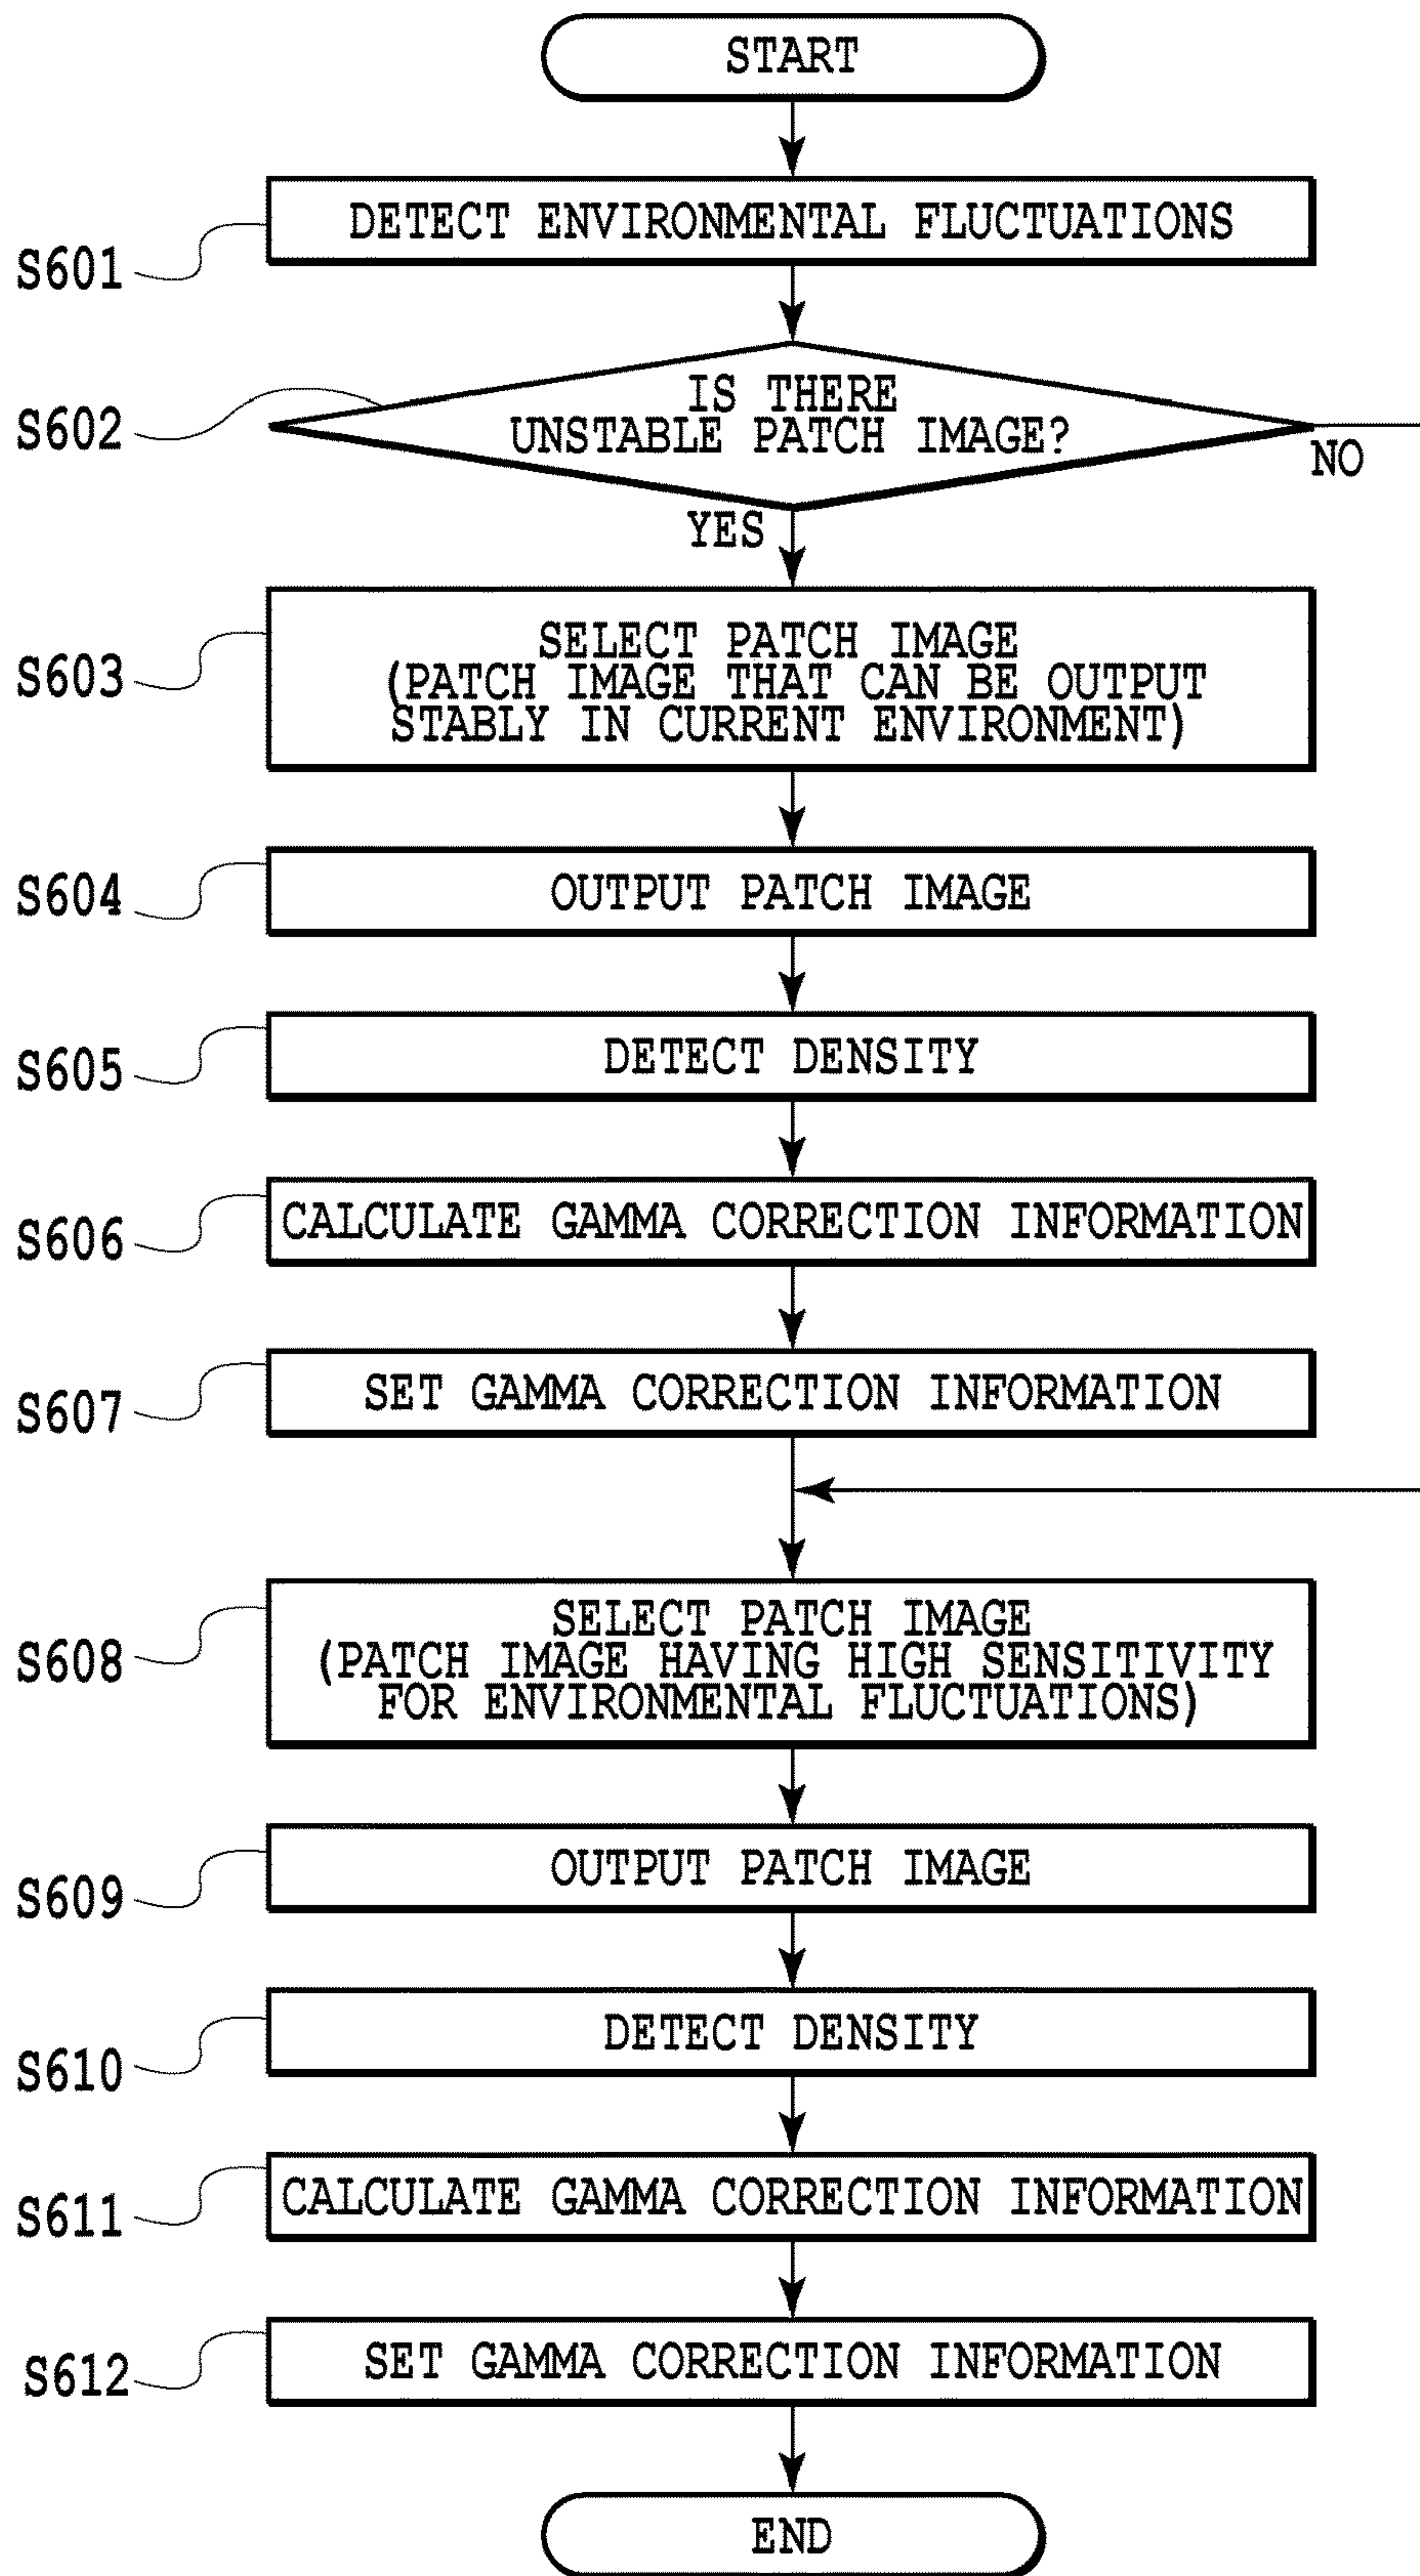 START
DETECT ENVIRONMENTAL FLUCTUATIONS
S601
IS THERE
UNSTABLE PATCH IMAGE?
S602
NO
YES
SELECT PATCH IMAGE
(PATCH IMAGE THAT CAN BE OUTPUT
STABLY IN CURRENT ENVIRONMENT)
S603
OUTPUT PATCH IMAGE
S604
DETECT DENSITY
S605
CALCULATE GAMMA CORRECTION INFORMATION
S606
SET GAMMA CORRECTION INFORMATION
S607
SELECT PATCH IMAGE
(PATCH IMAGE HAVING HIGH SENSITIVITY
FOR ENVIRONMENTAL FLUCTUATIONS)
S608
OUTPUT PATCH IMAGE
S609
DETECT DENSITY
S610
CALCULATE GAMMA CORRECTION INFORMATION
S611
SET GAMMA CORRECTION INFORMATION
S612
END